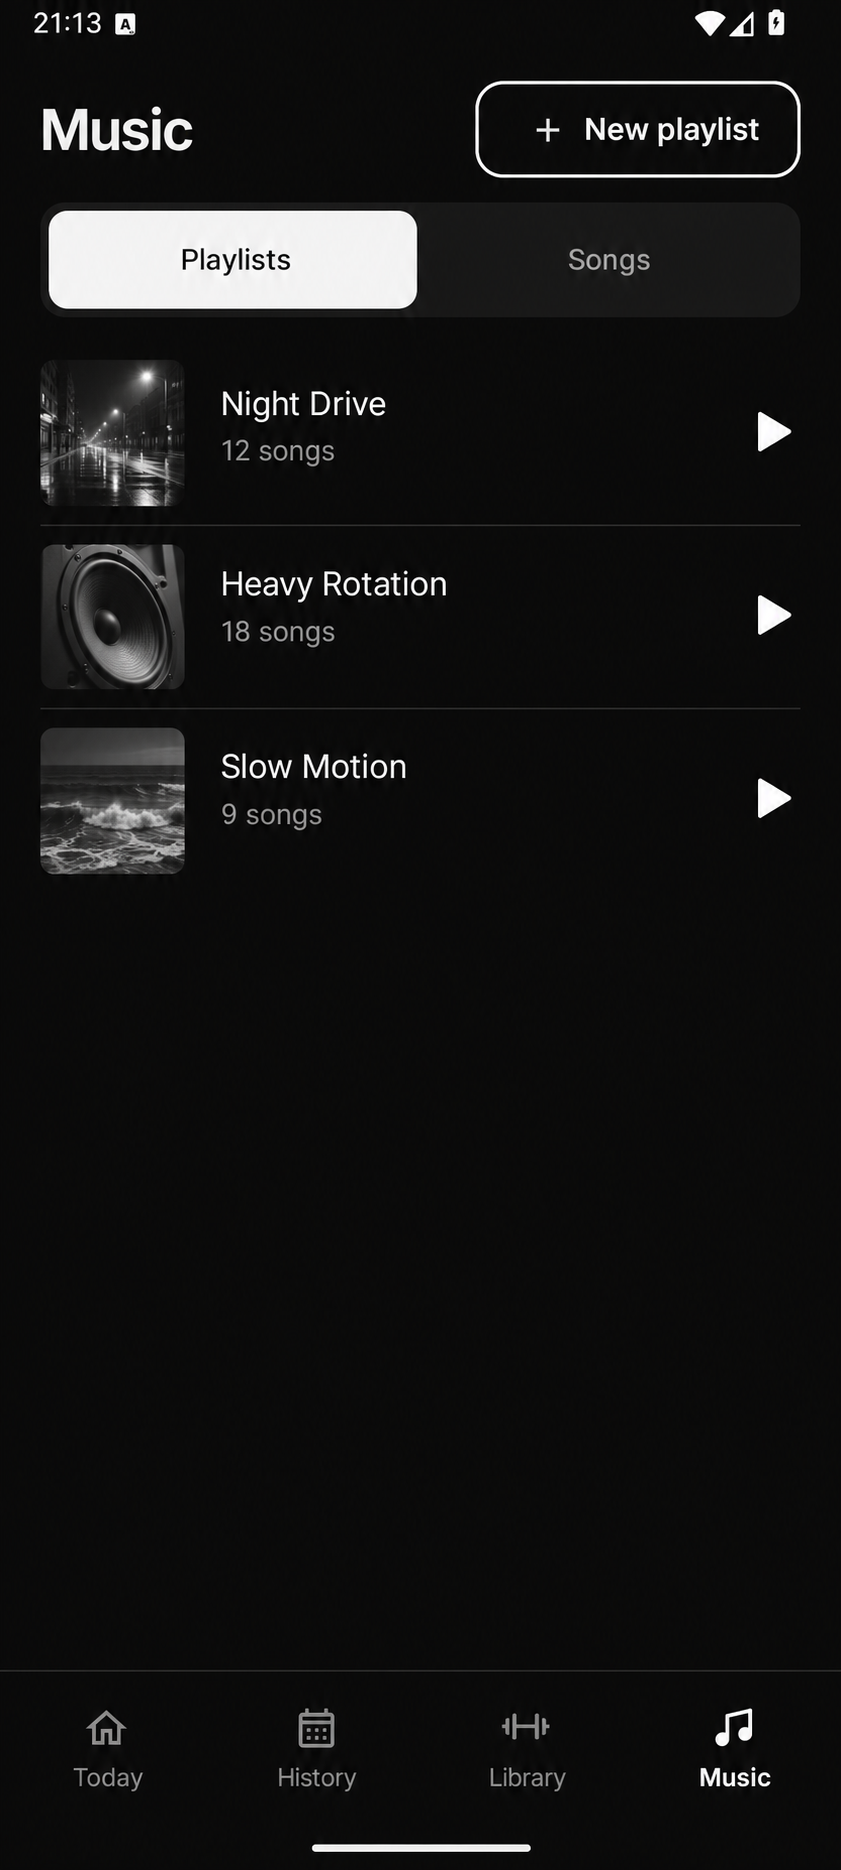 21:13 A
Music
+ New playlist
Playlists
Songs
Night Drive
12 songs
Heavy Rotation
18 songs
Slow Motion
9 songs
Today
History
Library
Music